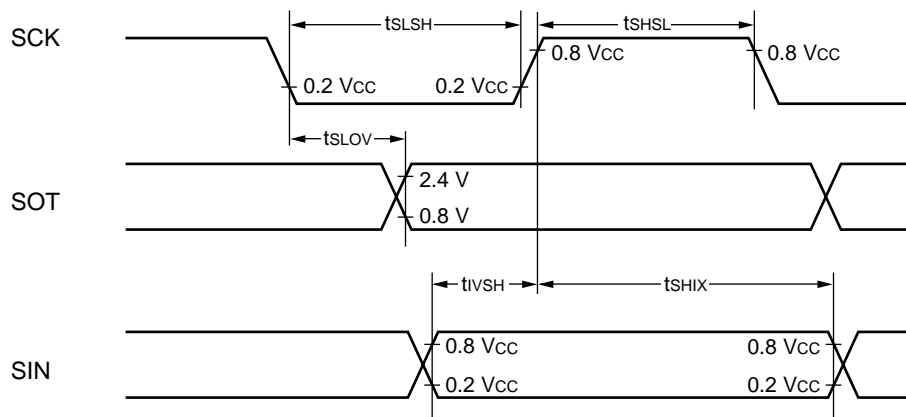 tSLSH tSHSL
SCK
0.8 VCC 0.8 VCC
0.2 VCC 0.2 VCC
tSLOV
2.4 V
SOT
0.8 V
tIVSH tSHIX
0.8 VCC 0.8 VCC
SIN
0.2 VCC 0.2 VCC